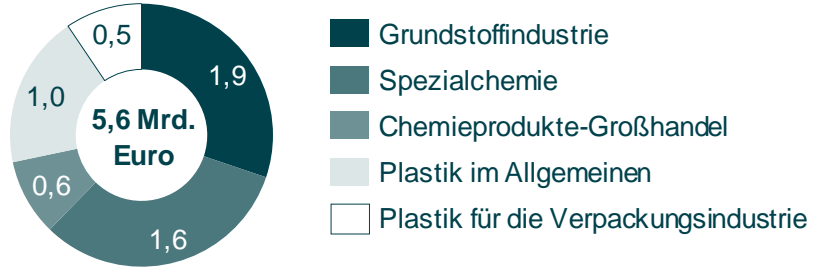 0,5
1,9
1,0
5,6 Mrd.
Euro
0,6
1,6
Grundstoffindustrie
Spezialchemie
Chemieprodukte-Großhandel
Plastik im Allgemeinen
Plastik für die Verpackungsindustrie